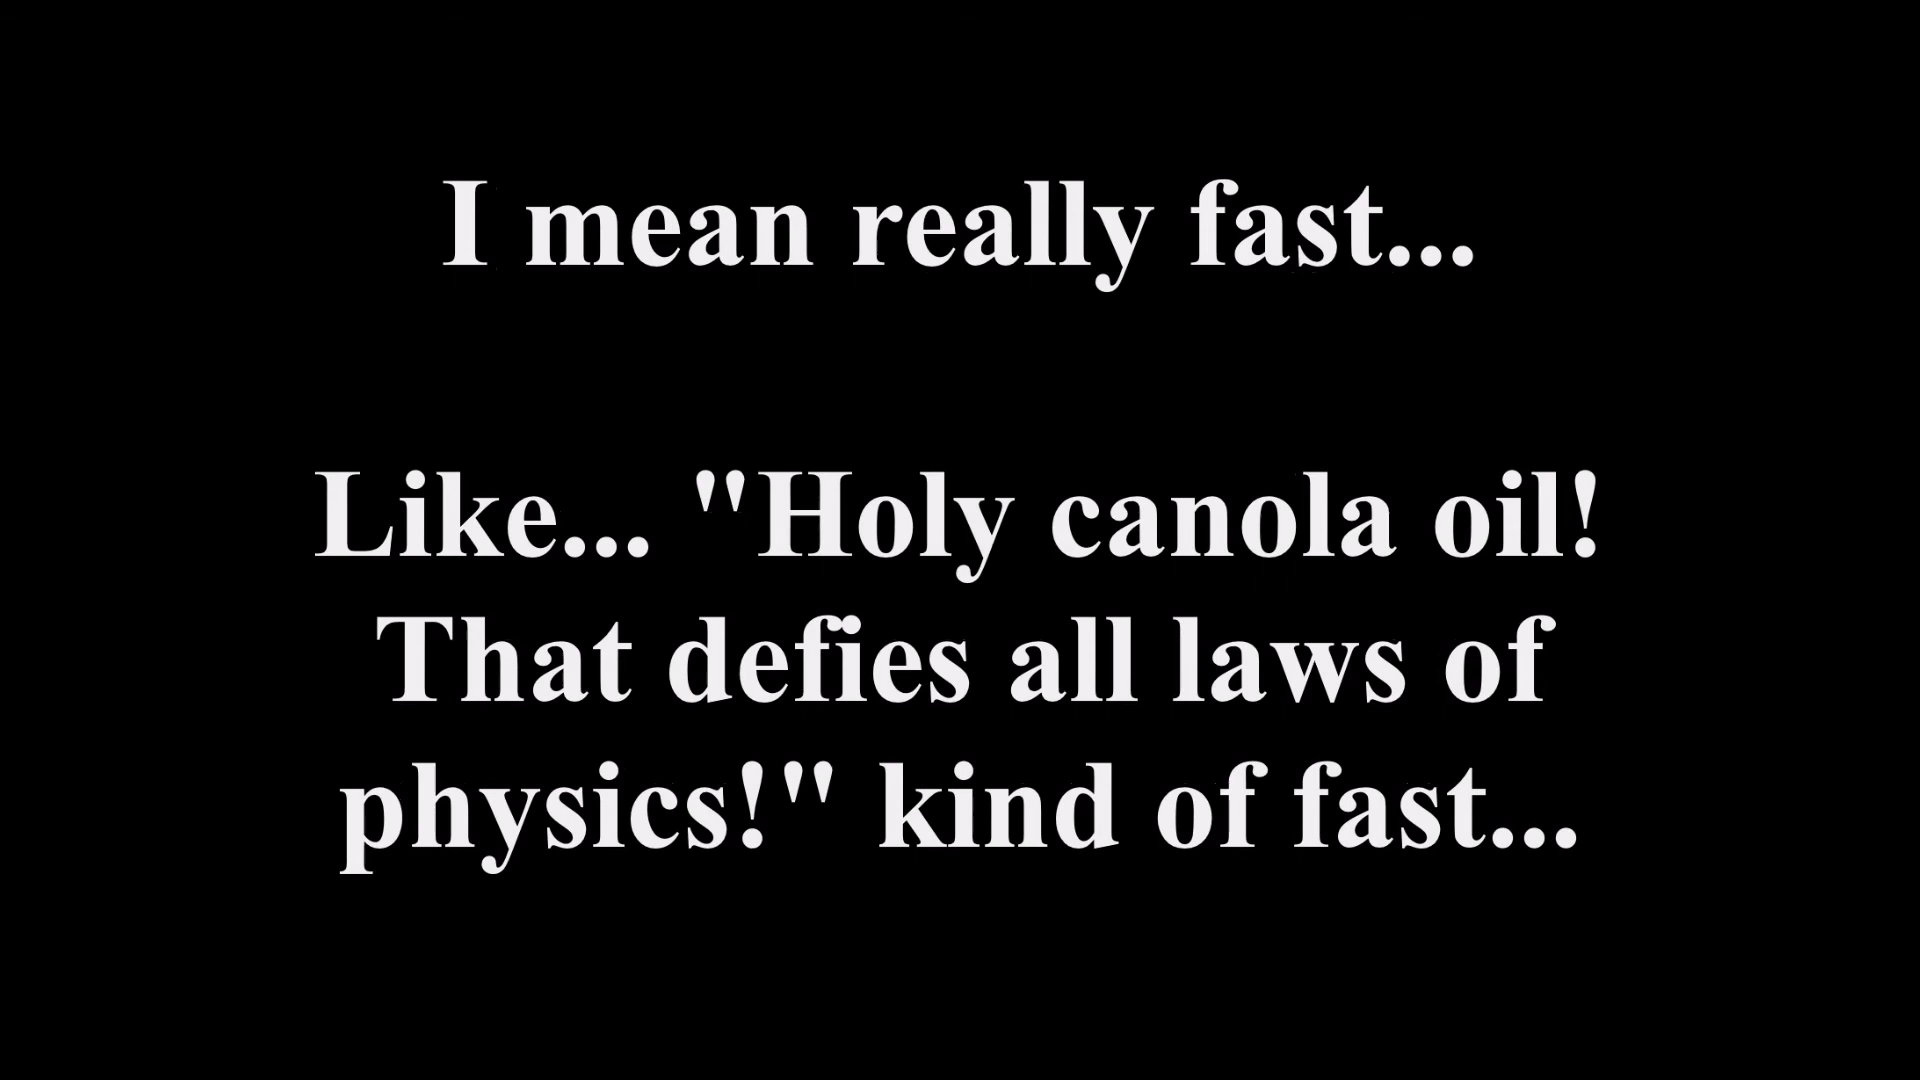 I mean really fast...
Like... "Holy canola oil!
That defies all laws of
physics!" kind of fast...